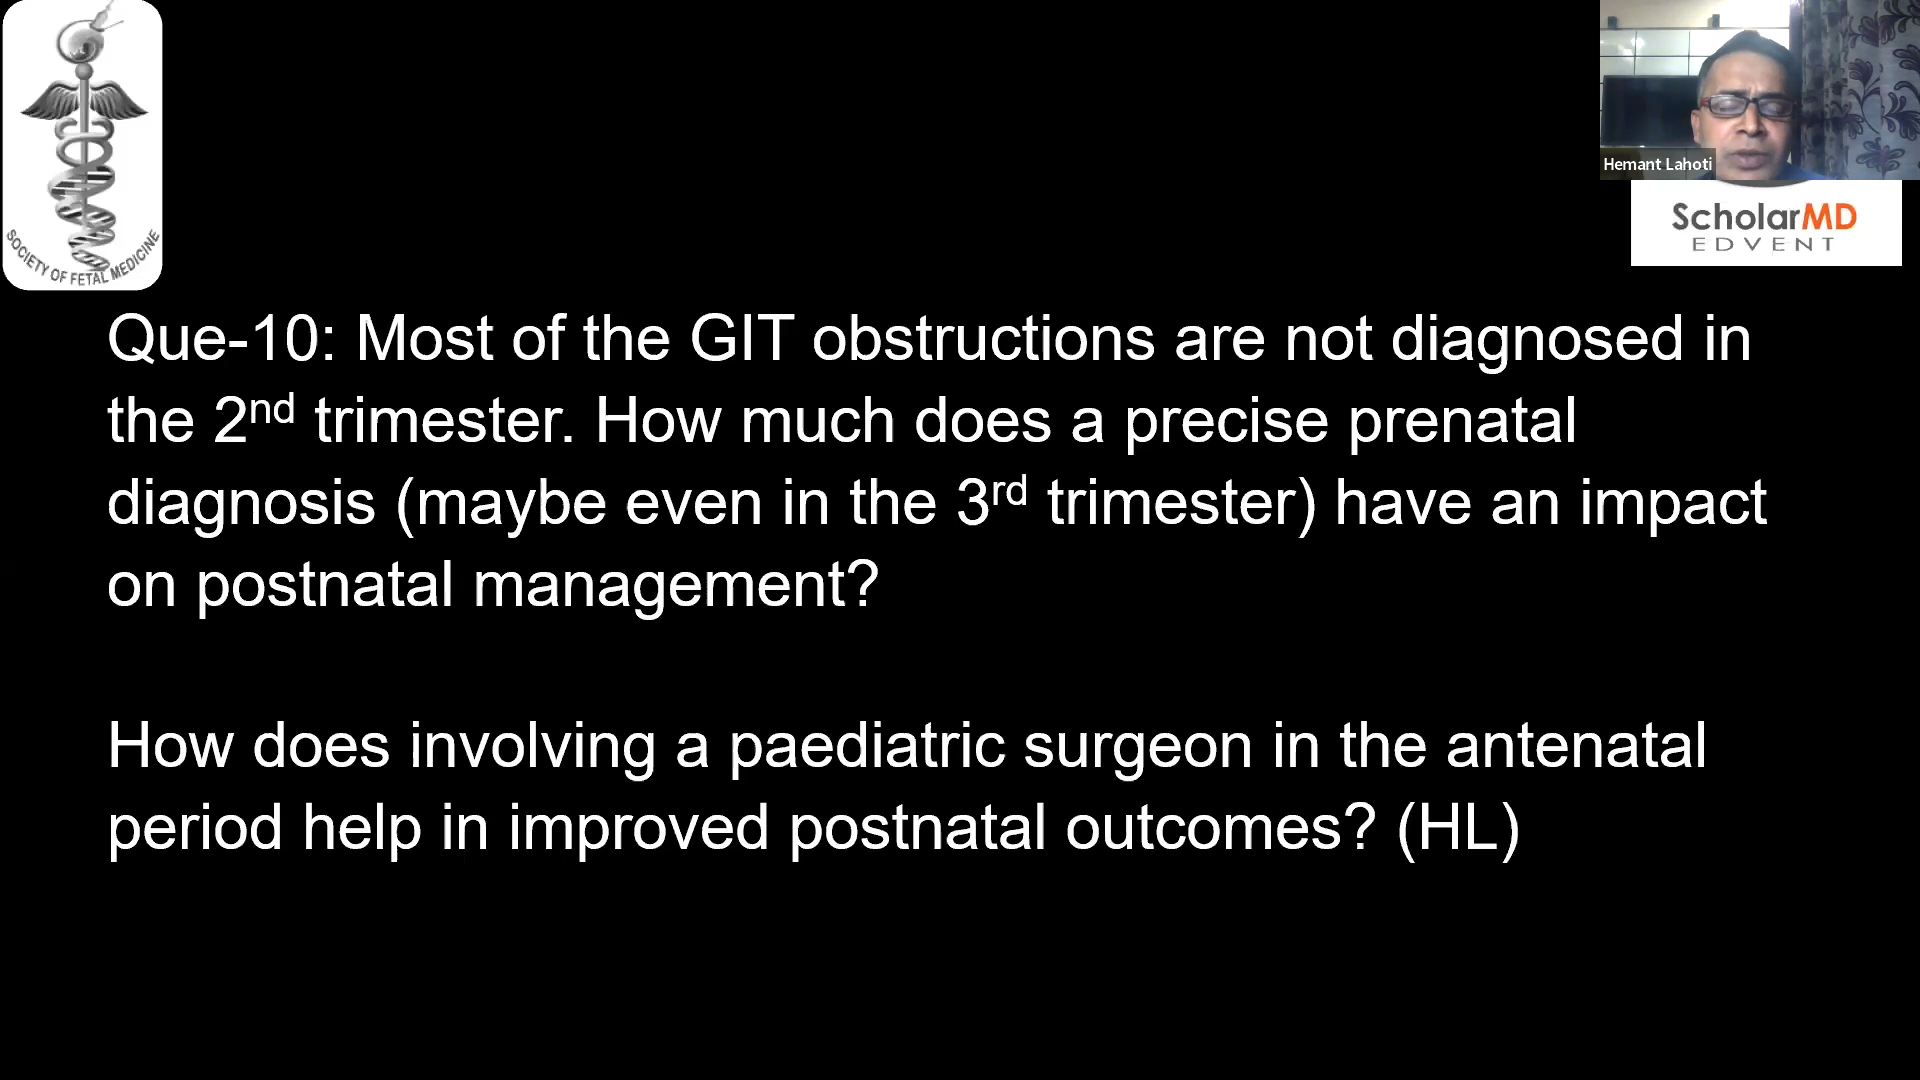 SOCIETY OF FETAL MEDICINE
Hemant Lahoti
ScholarMD
EDVENT
Que-10: Most of the GIT obstructions are not diagnosed in
the 2nd trimester. How much does a precise prenatal
diagnosis (maybe even in the 3rd trimester) have an impact
on postnatal management?
How does involving a paediatric surgeon in the antenatal
period help in improved postnatal outcomes? (HL)